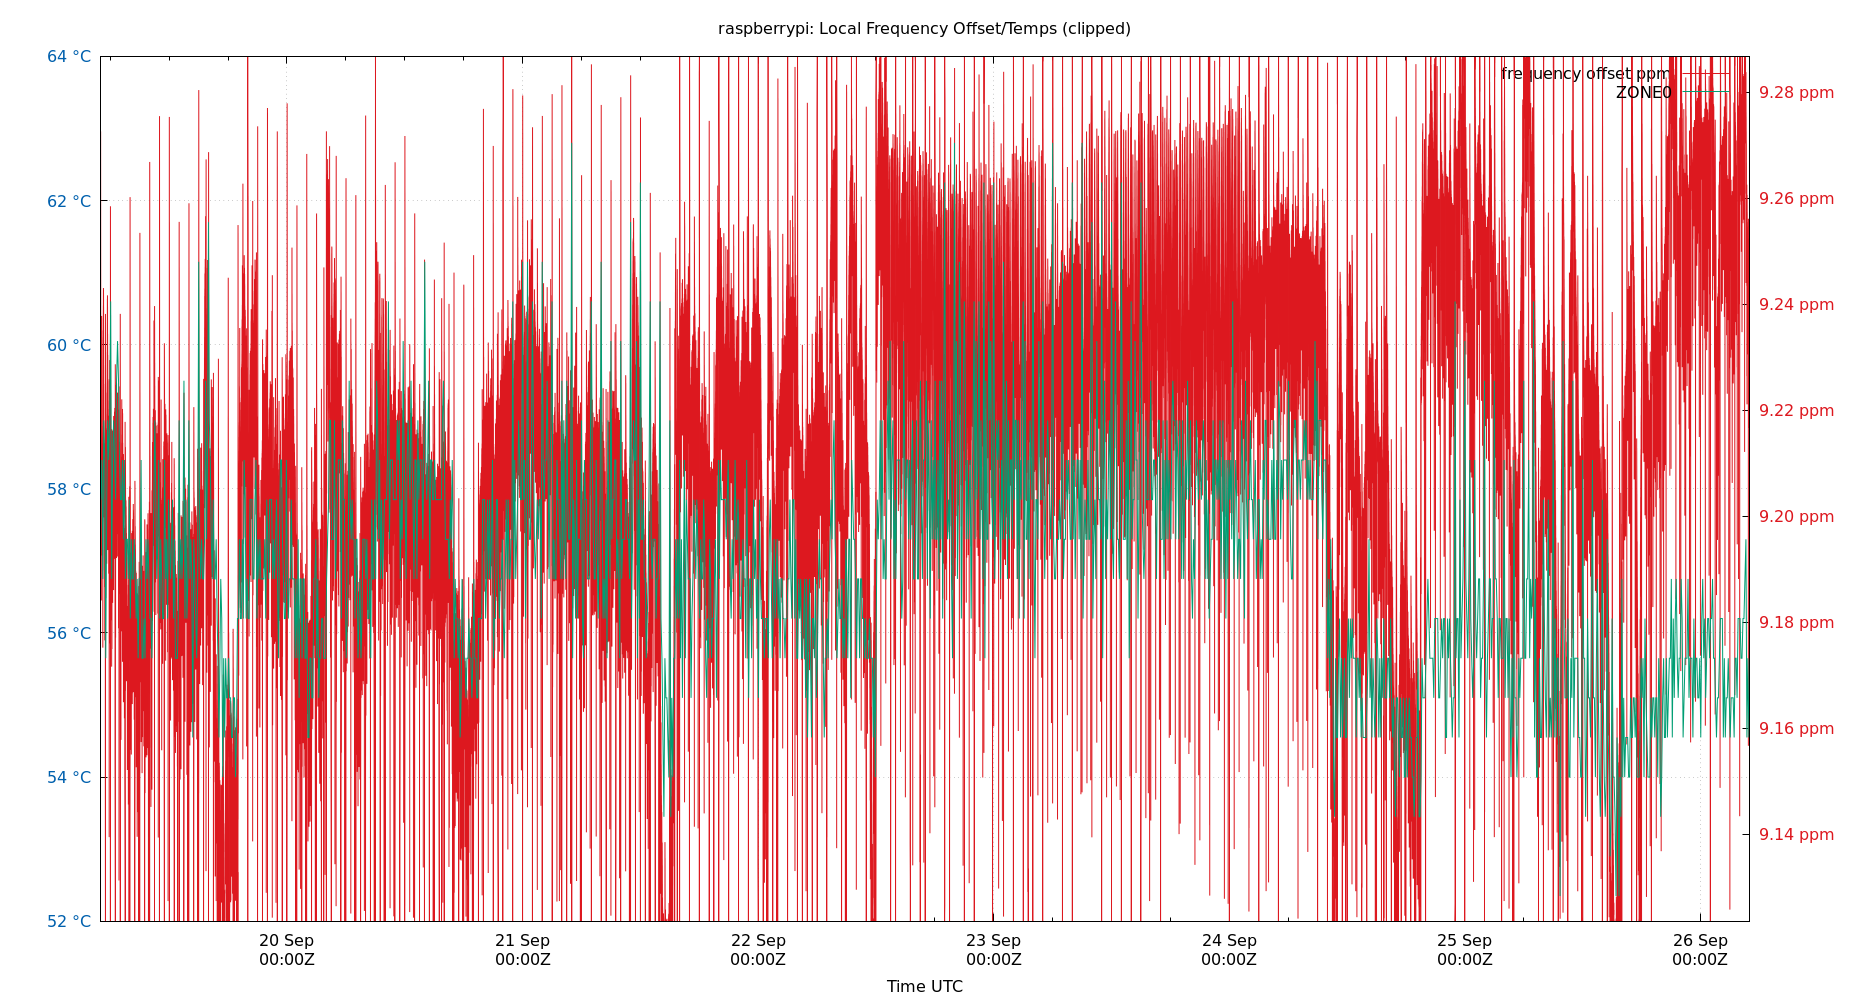 raspberrypi: Local Frequency Offset/Temps (clipped)
64 °C
62 °C
60 °C
58 °C
56 °C
54 °C
52 °C
frequency offset ppm
ZONE0
9.28 ppm
9.26 ppm
9.24 ppm
9.22 ppm
9.20 ppm
9.18 ppm
9.16 ppm
9.14 ppm
20 Sep
00:00Z
21 Sep
00:00Z
22 Sep
00:00Z
23 Sep
00:00Z
24 Sep
00:00Z
25 Sep
00:00Z
26 Sep
00:00Z
Time UTC